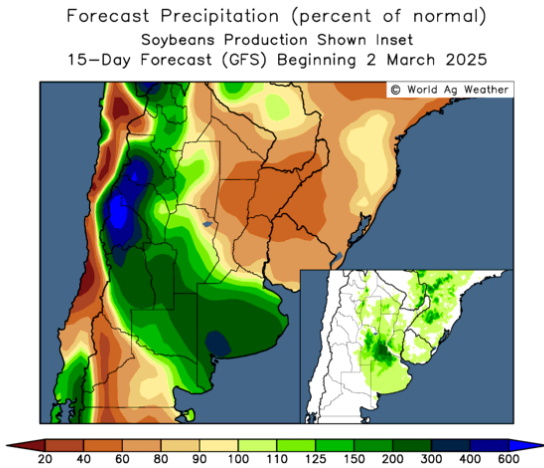 Forecast Precipitation (percent of normal)
Soybeans Production Shown Inset
15-Day Forecast (GFS) Beginning 2 March 2025
© World Ag Weather
20 40 60 80 90 100 110 125 150 200 300 400 600